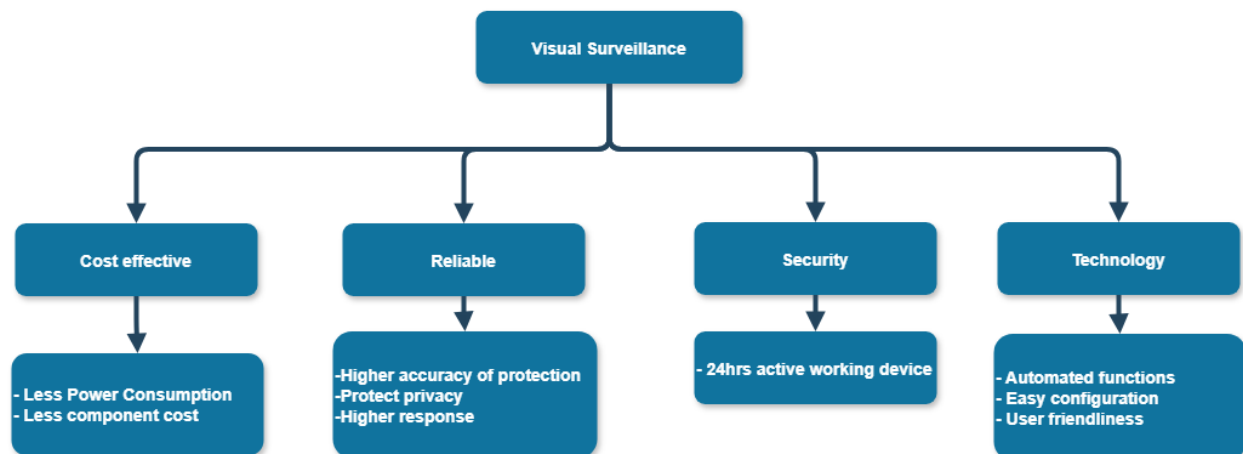 Visual Surveillance
Cost effective
Reliable
Security
Technology
- Less Power Consumption
- Less component cost
-Higher accuracy of protection
-Protect privacy
-Higher response
- 24hrs active working device
- Automated functions
- Easy configuration
- User friendliness